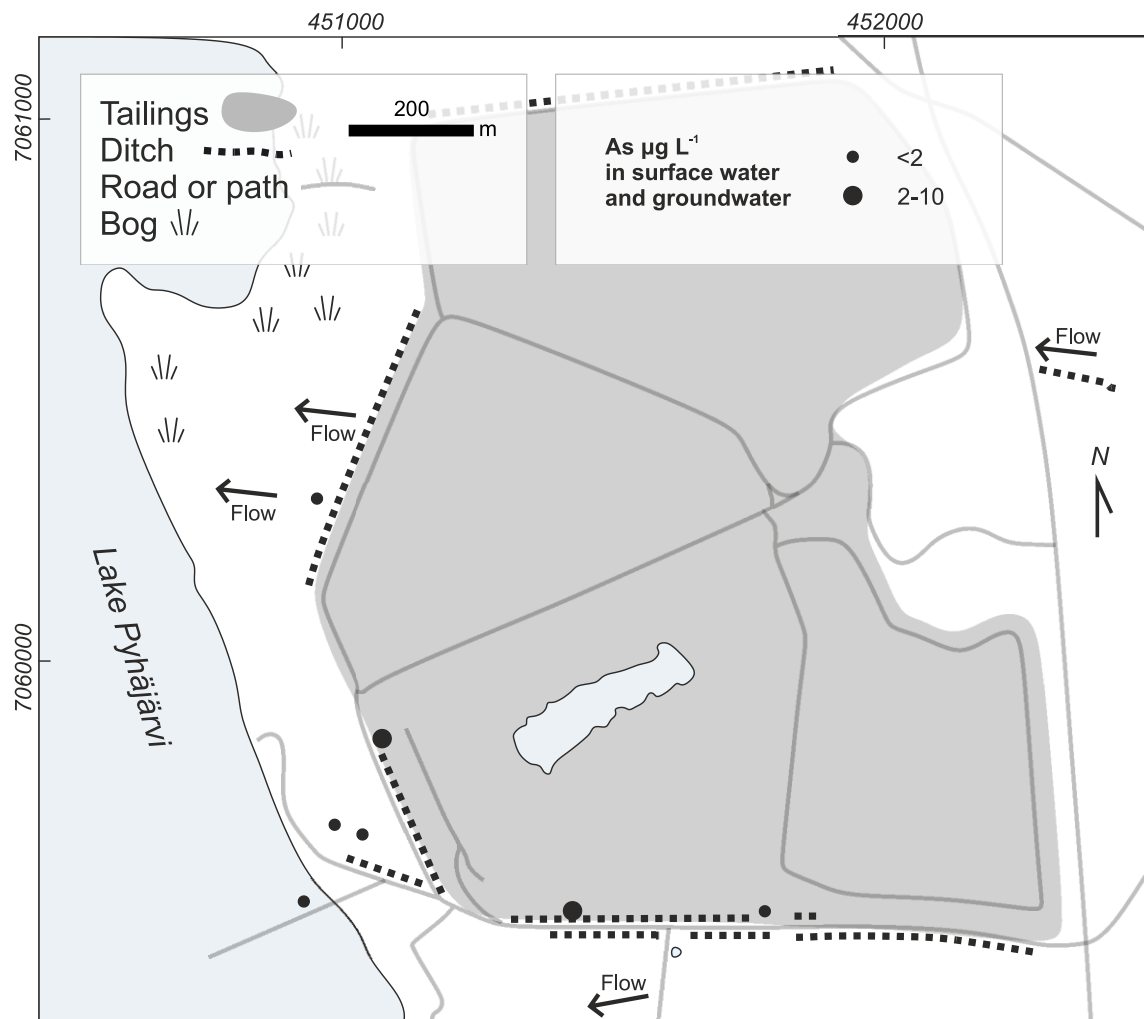 451000
452000
7061000
7060000
Tailings
Ditch
Road or path
Bog
200
m
As µg L⁻¹
in surface water
and groundwater
<2
2-10
Flow
Flow
Flow
N
Lake Pyhäjärvi
Flow